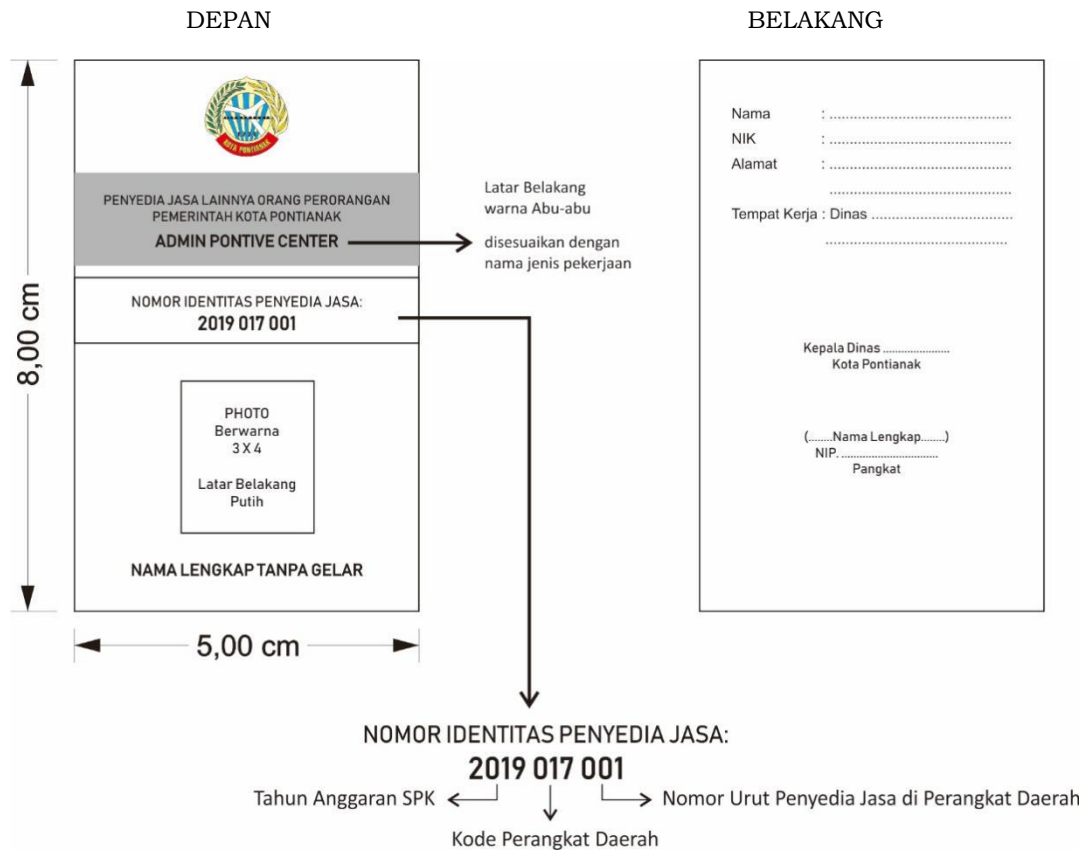 DEPAN
BELAKANG
KOTA PONTIANAK
PENYEDIA JASA LAINNYA ORANG PERORANGAN
PEMERINTAH KOTA PONTIANAK
ADMIN PONTIVE CENTER
Latar Belakang
warna Abu-abu
disesuaikan dengan
nama jenis pekerjaan
NOMOR IDENTITAS PENYEDIA JASA:
2019 017 001
8,00 cm
PHOTO
Berwarna
3 X 4
Latar Belakang
Putih
NAMA LENGKAP TANPA GELAR
5,00 cm
Nama : ........................................
NIK : ........................................
Alamat : ........................................
........................................
Tempat Kerja : Dinas ................................
........................................
Kepala Dinas ......................
Kota Pontianak
(........Nama Lengkap........)
NIP. ................................
Pangkat
NOMOR IDENTITAS PENYEDIA JASA:
2019 017 001
Tahun Anggaran SPK
Nomor Urut Penyedia Jasa di Perangkat Daerah
Kode Perangkat Daerah